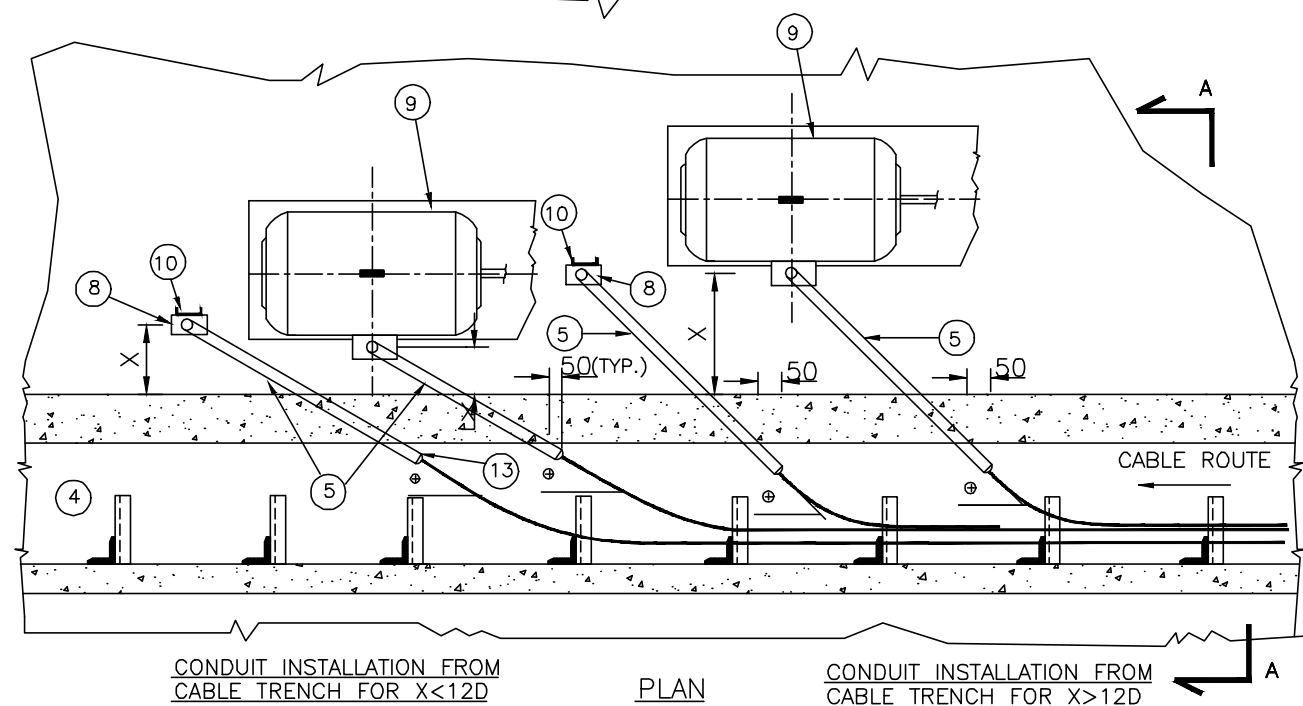 9
9
A
10
10
8
8
X
5
X
5
50(TYP.)
50
50
X
CABLE ROUTE
13
5
4
⌀
⌀
⌀
⌀
CONDUIT INSTALLATION FROM
CABLE TRENCH FOR X<12D
PLAN
CONDUIT INSTALLATION FROM
CABLE TRENCH FOR X>12D
A